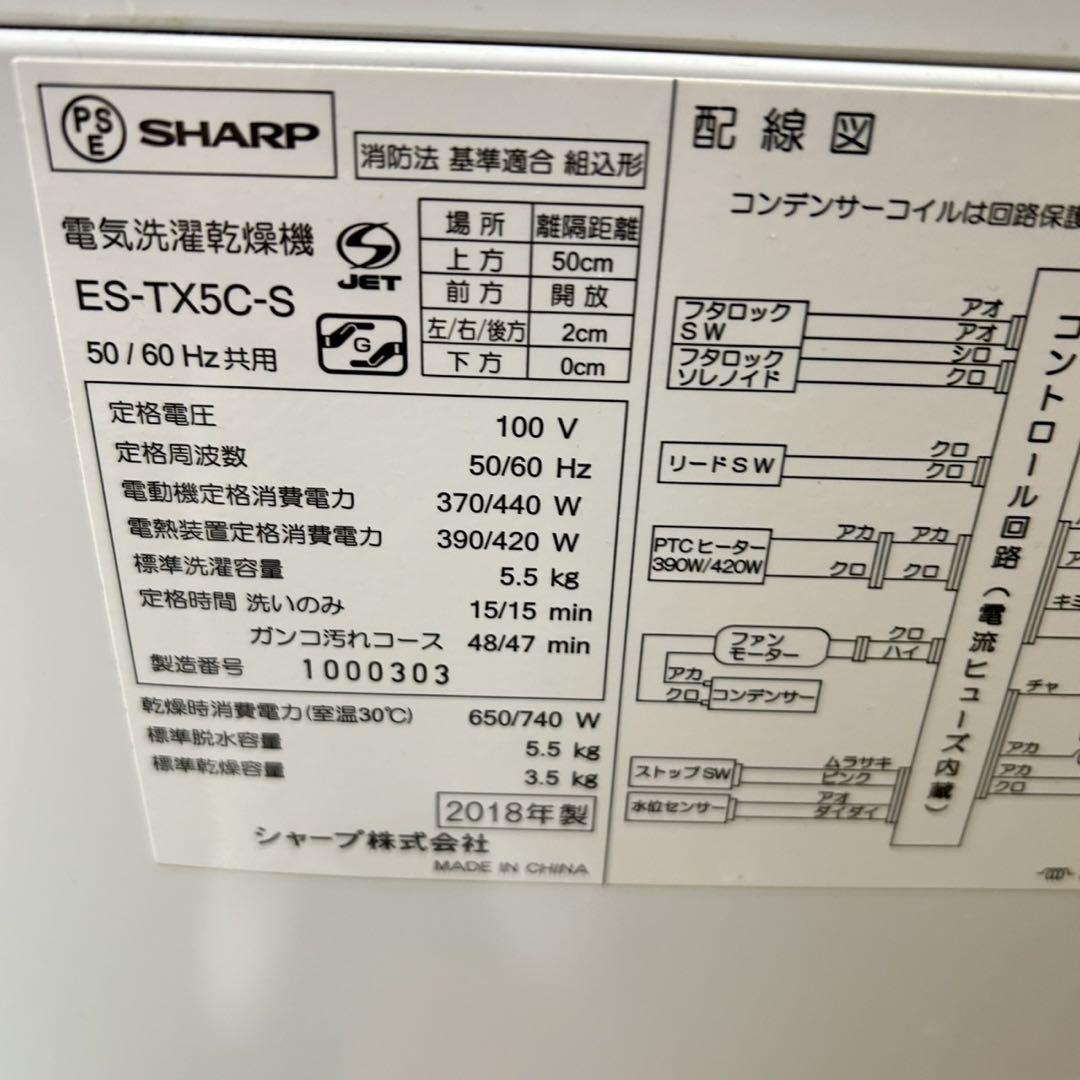 PSE SHARP
消防法 基準適合 組込形
電気洗濯乾燥機
JET
ES-TX5C-S
50 / 60 Hz共用
G
場所 離隔距離
上方 50cm
前方 開放
左/右/後方 2cm
下方 0cm
定格電圧 100 V
定格周波数 50/60 Hz
電動機定格消費電力 370/440 W
電熱装置定格消費電力 390/420 W
標準洗濯容量 5.5 kg
定格時間 洗いのみ 15/15 min
ガンコ汚れコース 48/47 min
製造番号 1000303
乾燥時消費電力(室温30℃) 650/740 W
標準脱水容量 5.5 kg
標準乾燥容量 3.5 kg
2018年製
シャープ株式会社
MADE IN CHINA
配線図
コンデンサーコイルは回路保護
フタロック
SW
アオ
アオ
フタロック
ソレノイド
シロ
クロ
リードSW
クロ
クロ
PTCヒーター
390W/420W
アカ アカ
クロ クロ
ファン
モーター
クロ
ハイ
アカ
クロ
コンデンサー
ストップSW
ムラサキ
ピンク
水位センサー
アオ
ダイダイ
コントロール回路(電流ヒューズ内蔵)
チャ
アカ
アカ
クロ